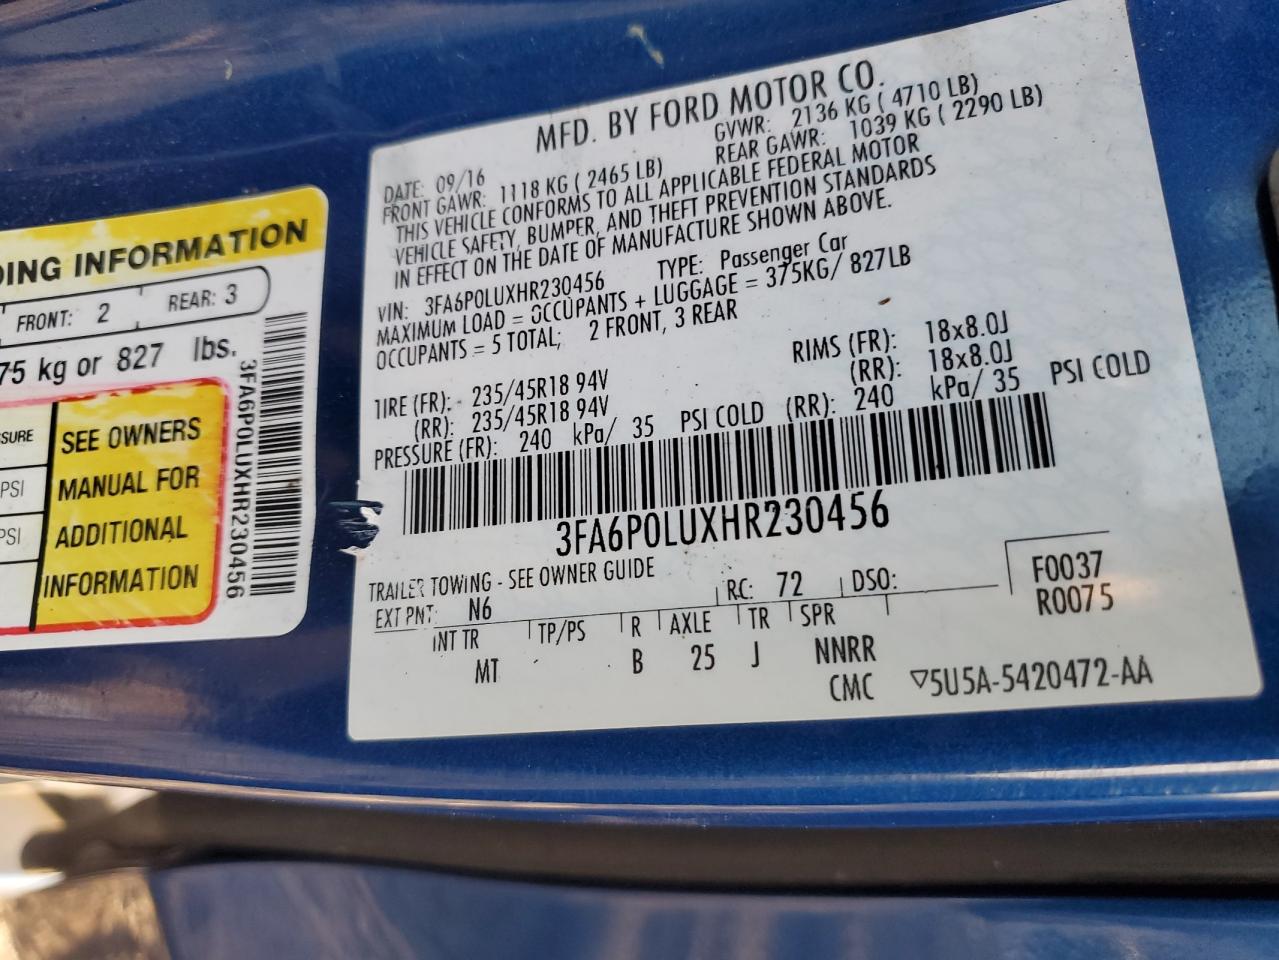 DING INFORMATION
FRONT: 2 REAR: 3
75 kg or 827 lbs.
SSURE
PSI
PSI
SEE OWNERS
MANUAL FOR
ADDITIONAL
INFORMATION
3FA6P0LUXHR230456
MFD. BY FORD MOTOR CO.
DATE: 09/16 GVWR: 2136 KG ( 4710 LB)
FRONT GAWR: 1118 KG ( 2465 LB) REAR GAWR: 1039 KG ( 2290 LB)
THIS VEHICLE CONFORMS TO ALL APPLICABLE FEDERAL MOTOR
VEHICLE SAFETY, BUMPER, AND THEFT PREVENTION STANDARDS
IN EFFECT ON THE DATE OF MANUFACTURE SHOWN ABOVE.
VIN: 3FA6P0LUXHR230456 TYPE: Passenger Car
MAXIMUM LOAD = OCCUPANTS + LUGGAGE = 375KG/ 827LB
OCCUPANTS = 5 TOTAL; 2 FRONT, 3 REAR
TIRE (FR): 235/45R18 94V RIMS (FR): 18x8.0J
(RR): 235/45R18 94V (RR): 18x8.0J
PRESSURE (FR): 240 kPa/ 35 PSI COLD (RR): 240 kPa/ 35 PSI COLD
3FA6P0LUXHR230456
TRAILER TOWING - SEE OWNER GUIDE
EXT PNT: N6 RC: 72 DSO: F0037
R0075
INT TR TP/PS R AXLE TR SPR
MT B 25 J NNRR
CMC ▽5U5A-5420472-AA